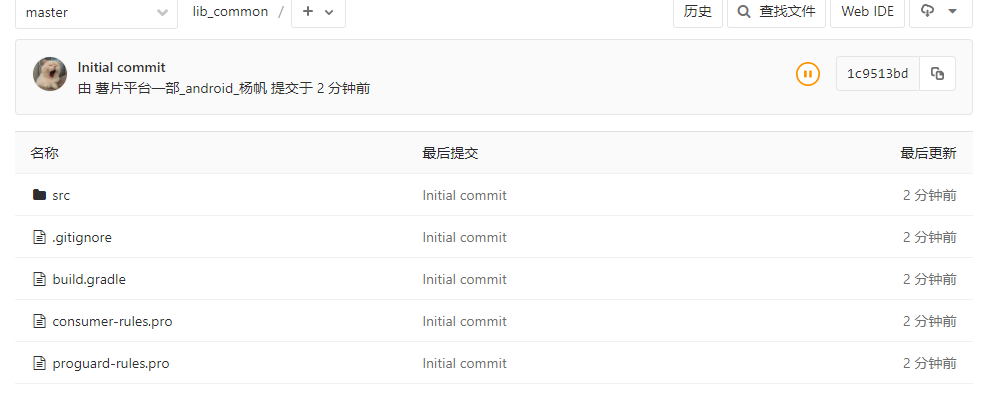 master lib_common / + 历史 查找文件 Web IDE
Initial commit
由 薯片平台一部_android_杨帆 提交于 2 分钟前
1c9513bd
名称 最后提交 最后更新
src Initial commit 2 分钟前
.gitignore Initial commit 2 分钟前
build.gradle Initial commit 2 分钟前
consumer-rules.pro Initial commit 2 分钟前
proguard-rules.pro Initial commit 2 分钟前